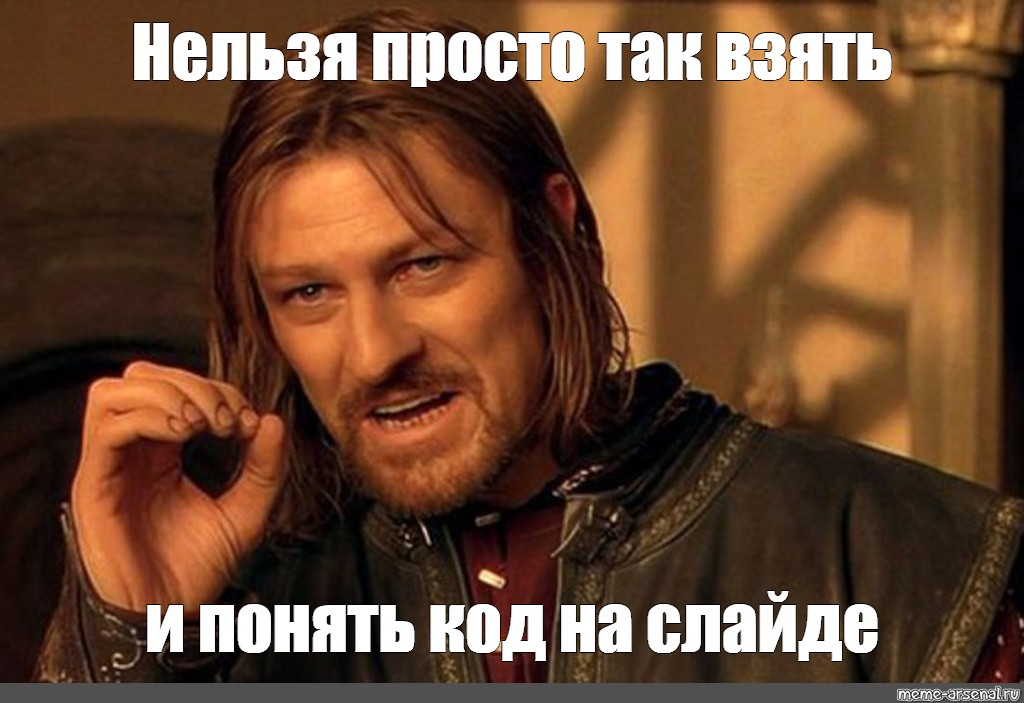 Нельзя просто так взять
и понять код на слайде
meme-arsenal.ru